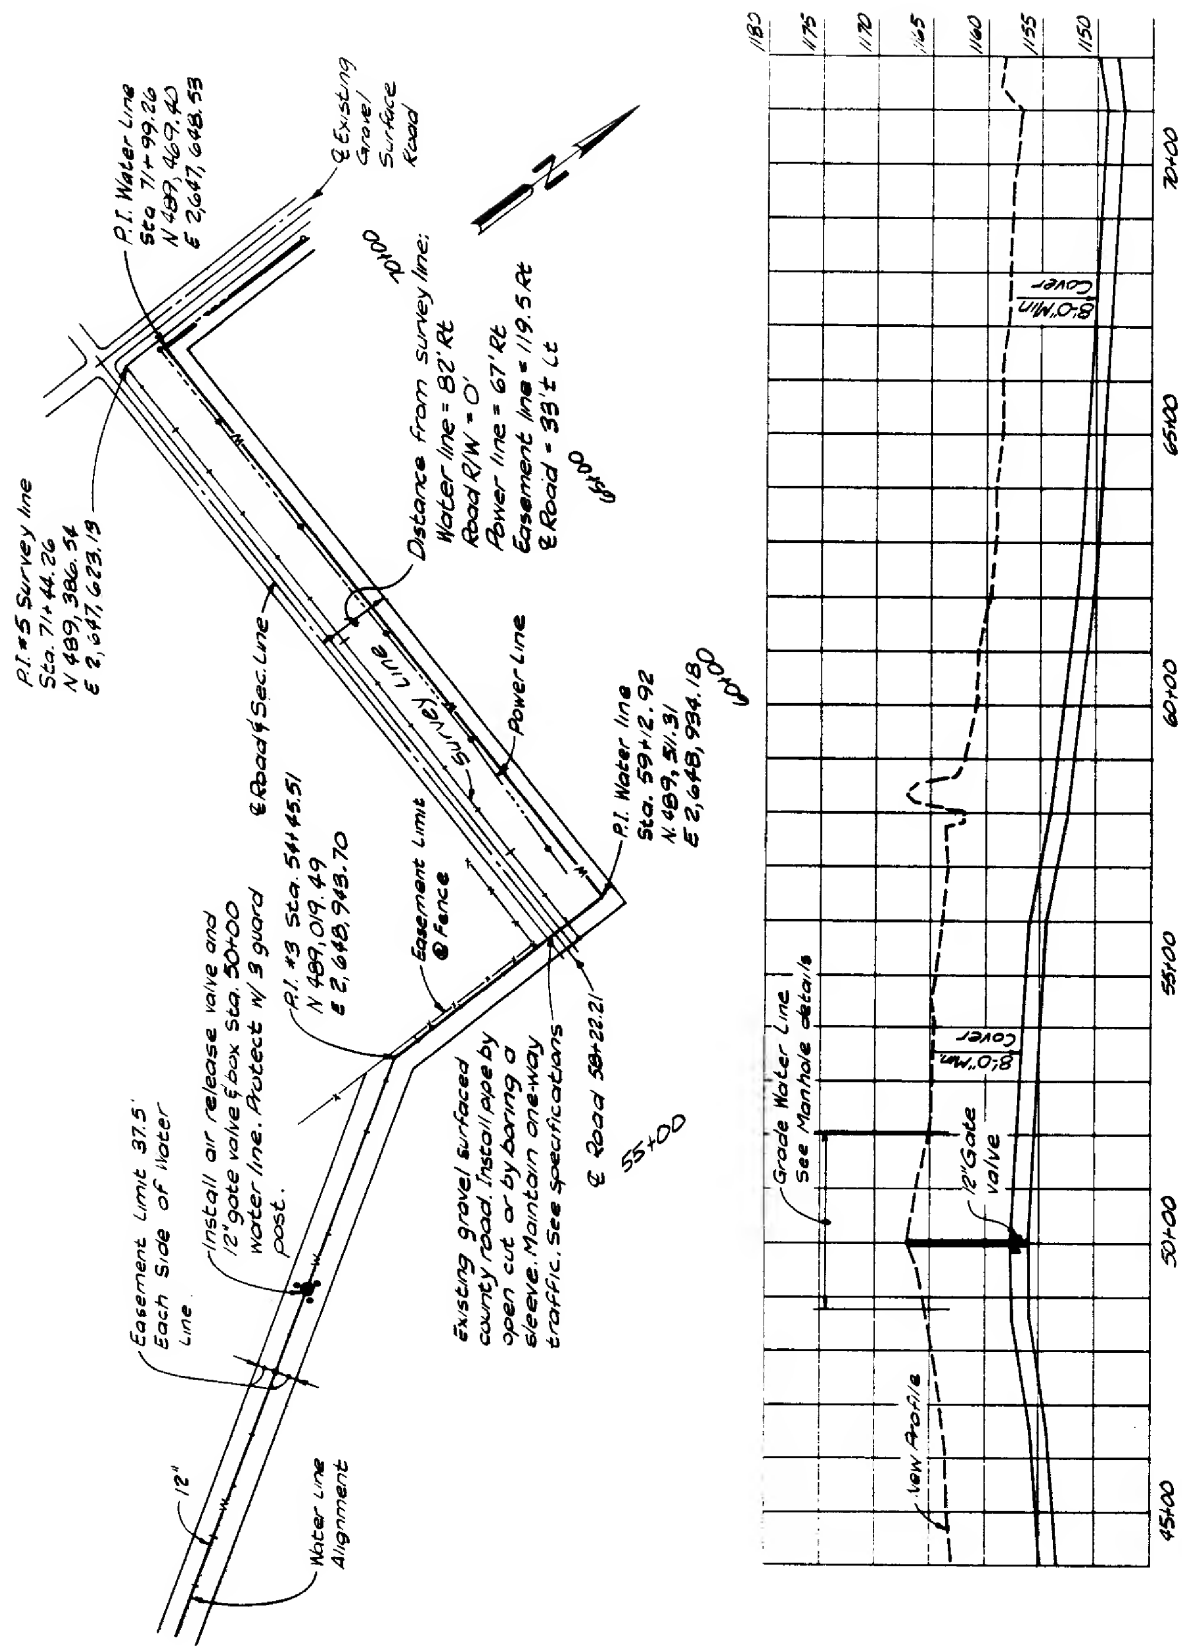 P.I. #5 Survey line
Sta. 71+44.26
N 489,386.54
E 2,647,623.19
P.I. Water Line
Sta 71+99.26
N 489,469.40
E 2,647,648.53
℄ Existing
Gravel
Surface
Road
N
℄ Road & Sec. Line
Survey Line
Power Line
W
W
W
Distance from survey line:
Water line = 82' Rt
Road R/W = 0'
Power line = 67' Rt
Easement line = 119.5 Rt
℄ Road = 33' ± Lt
70+00
65+00
60+00
55+00
P.I. Water line
Sta. 59+12.92
N. 489,511.31
E 2,648,934.18
Easement Limit
@ Fence
P.I. #3 Sta. 54+45.51
N 489,019.49
E 2,648,943.70
Install air release valve and
12" gate valve & box Sta. 50+00
water line. Protect w/ 3 guard
post.
Easement Limit 37.5'
Each Side of Water
Line.
Existing gravel surfaced
county road. Install pipe by
open cut or by boring a
sleeve. Maintain one-way
traffic. See specifications
℄ Road 58+22.21
12"
W
W
Water Line
Alignment
1180
1175
1170
1165
1160
1155
1150
Grade Water Line
See Manhole details
8'-0" Min.
Cover
8'-0" Min
Cover
12" Gate
valve
New Profile
45+00
50+00
55+00
60+00
65+00
70+00